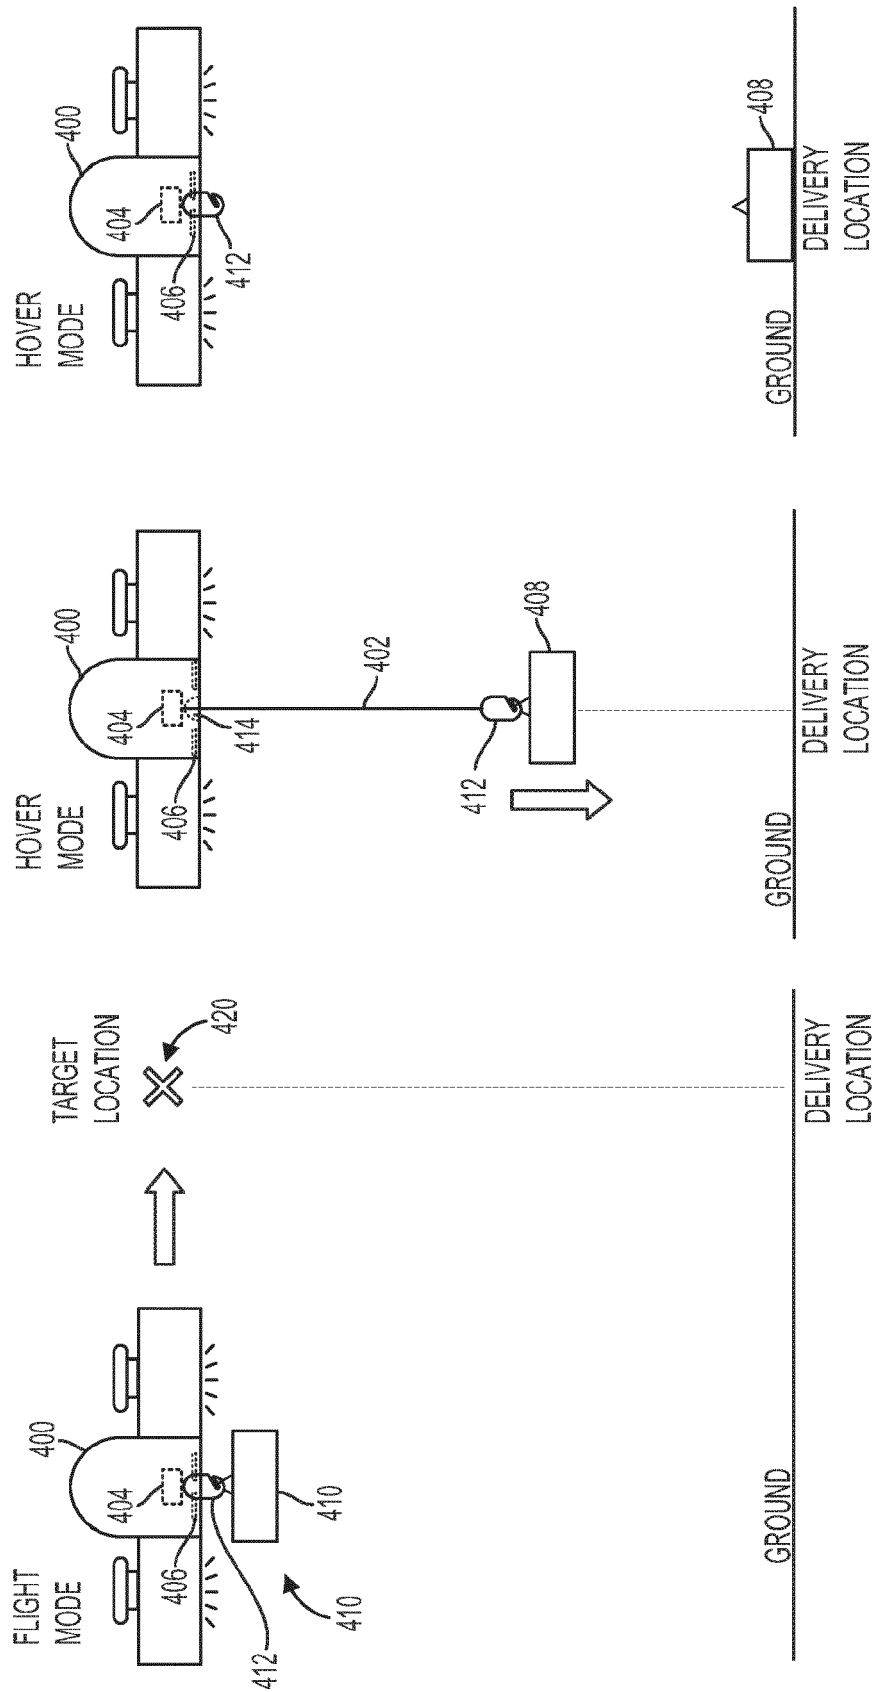 FLIGHT
MODE
400
404
406
412
410
410
TARGET
LOCATION
420
GROUND
DELIVERY
LOCATION
HOVER
MODE
400
404
406
414
402
412
408
GROUND
DELIVERY
LOCATION
HOVER
MODE
400
404
406
412
408
GROUND
DELIVERY
LOCATION